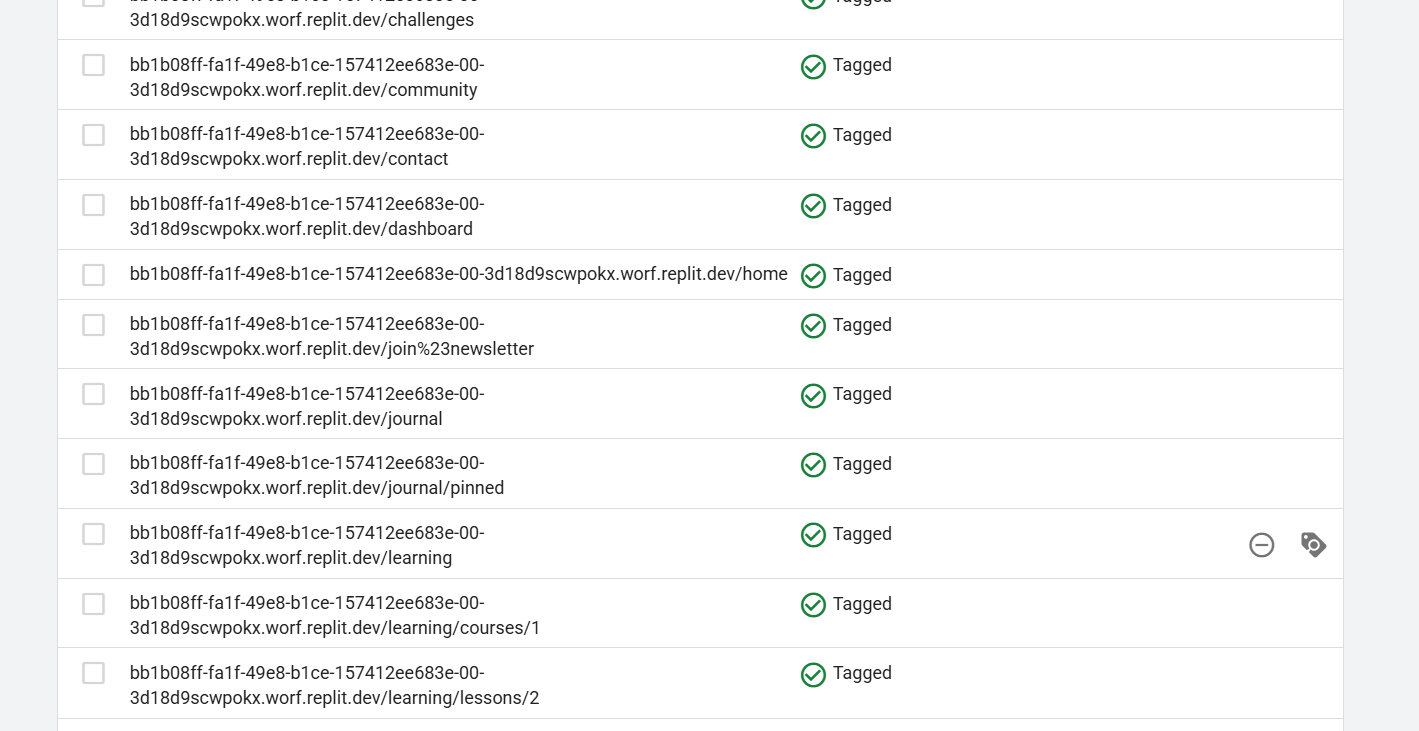 3d18d9scwpokx.worf.replit.dev/challenges
bb1b08ff-fa1f-49e8-b1ce-157412ee683e-00- Tagged
3d18d9scwpokx.worf.replit.dev/community
bb1b08ff-fa1f-49e8-b1ce-157412ee683e-00- Tagged
3d18d9scwpokx.worf.replit.dev/contact
bb1b08ff-fa1f-49e8-b1ce-157412ee683e-00- Tagged
3d18d9scwpokx.worf.replit.dev/dashboard
bb1b08ff-fa1f-49e8-b1ce-157412ee683e-00-3d18d9scwpokx.worf.replit.dev/home Tagged
bb1b08ff-fa1f-49e8-b1ce-157412ee683e-00- Tagged
3d18d9scwpokx.worf.replit.dev/join%23newsletter
bb1b08ff-fa1f-49e8-b1ce-157412ee683e-00- Tagged
3d18d9scwpokx.worf.replit.dev/journal
bb1b08ff-fa1f-49e8-b1ce-157412ee683e-00- Tagged
3d18d9scwpokx.worf.replit.dev/journal/pinned
bb1b08ff-fa1f-49e8-b1ce-157412ee683e-00- Tagged
3d18d9scwpokx.worf.replit.dev/learning
bb1b08ff-fa1f-49e8-b1ce-157412ee683e-00- Tagged
3d18d9scwpokx.worf.replit.dev/learning/courses/1
bb1b08ff-fa1f-49e8-b1ce-157412ee683e-00- Tagged
3d18d9scwpokx.worf.replit.dev/learning/lessons/2